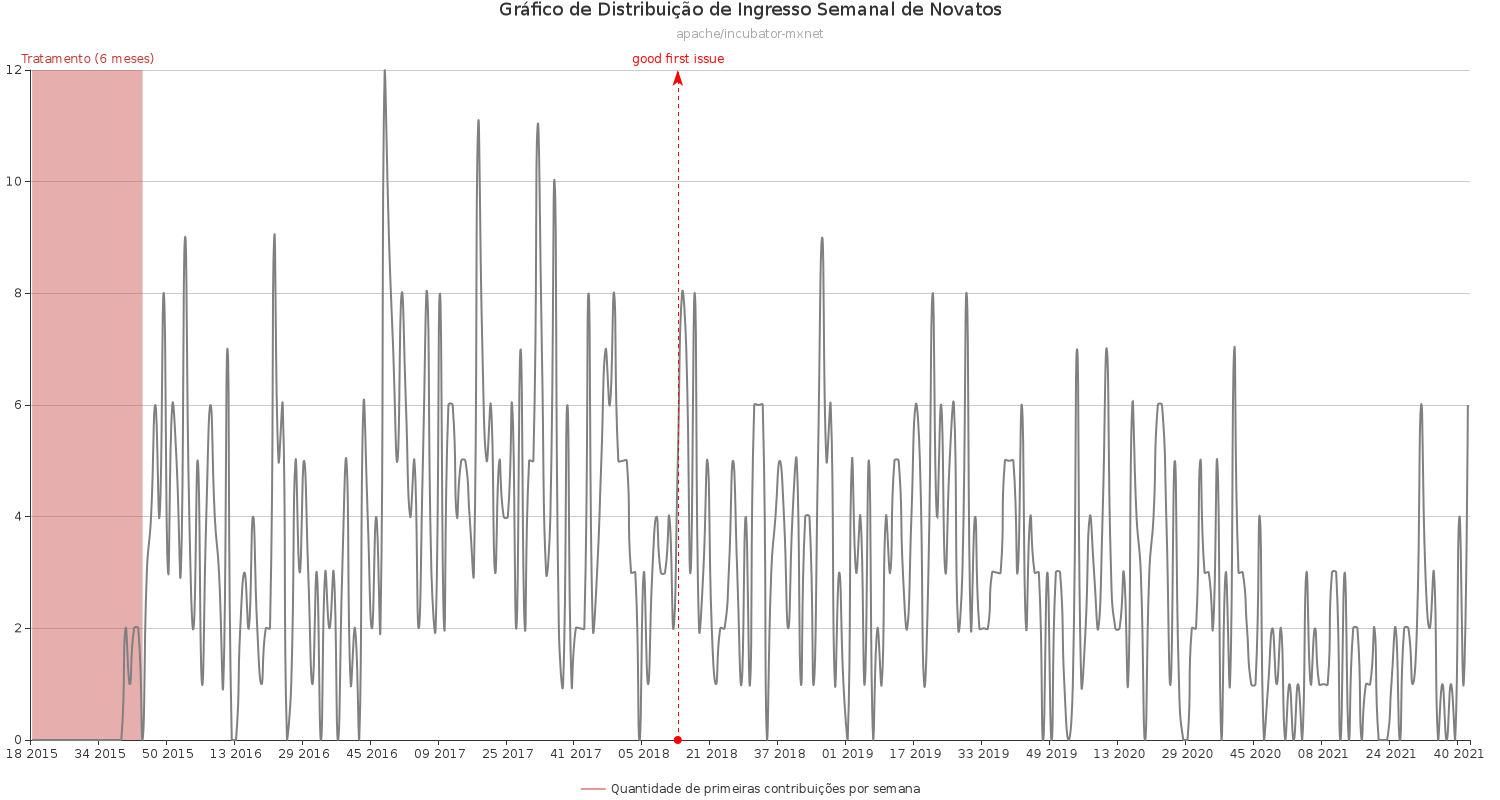 Gráfico de Distribuição de Ingresso Semanal de Novatos
apache/incubator-mxnet
Tratamento (6 meses)
good first issue
12
10
8
6
4
2
0
18 2015 34 2015 50 2015 13 2016 29 2016 45 2016 09 2017 25 2017 41 2017 05 2018 21 2018 37 2018 01 2019 17 2019 33 2019 49 2019 13 2020 29 2020 45 2020 08 2021 24 2021 40 2021
Quantidade de primeiras contribuições por semana